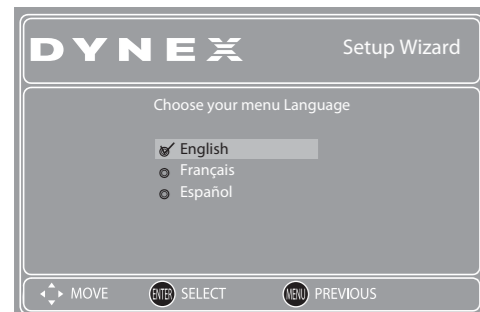 DYNEX Setup Wizard
Choose your menu Language
English
Français
Español
MOVE ENTER SELECT MENU PREVIOUS